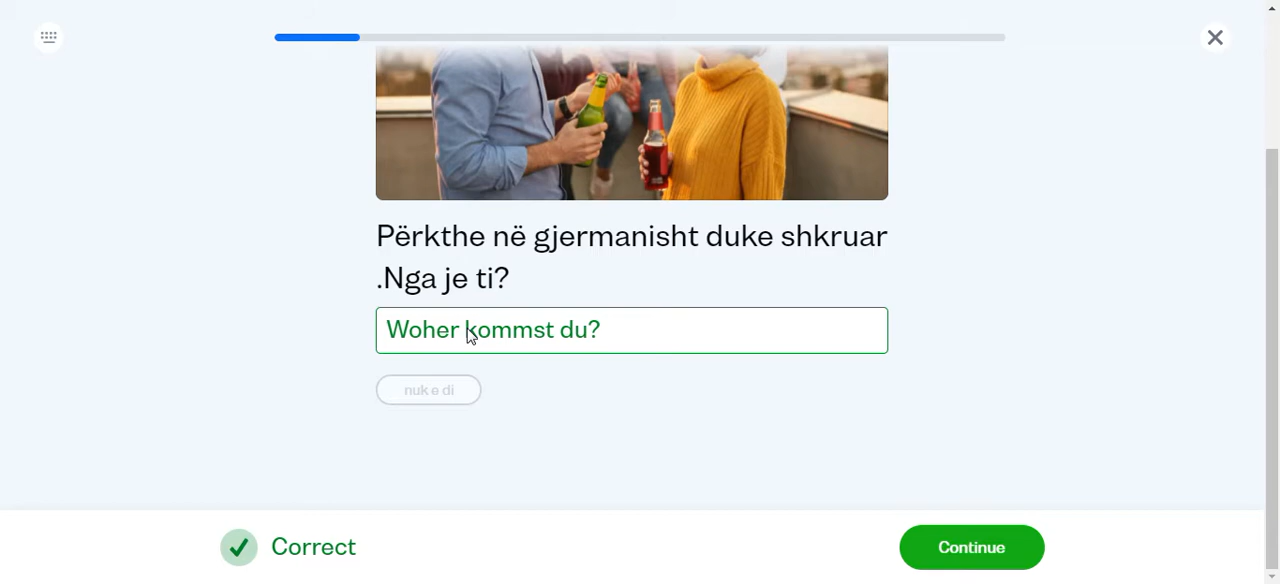 Përkthe në gjermanisht duke shkruar
.Nga je ti?
Woher kommst du?
nuk e di
Correct
Continue